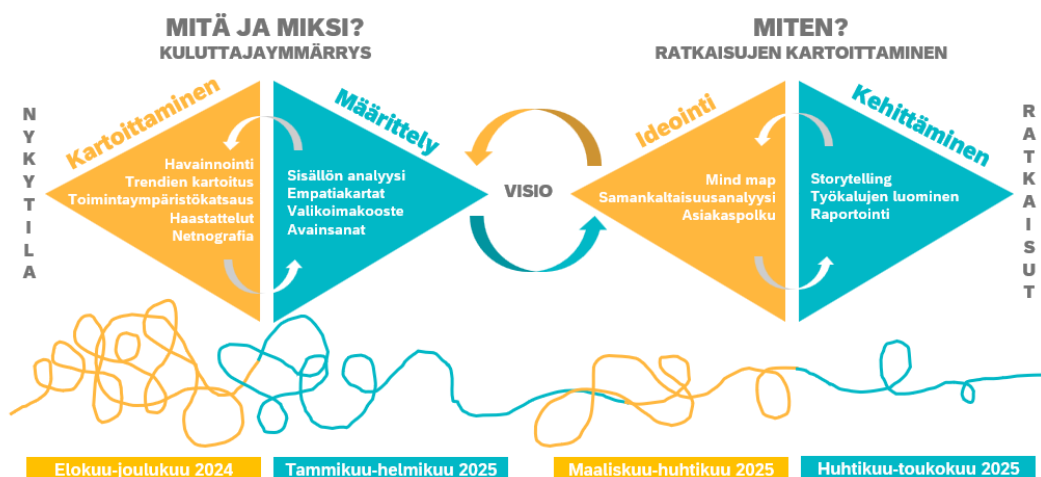 MITÄ JA MIKSI?
KULUTTAJAYMMÄRRYS
MITEN?
RATKAISUJEN KARTOITTAMINEN
NYKYTILA
Kartoittaminen
Havainnointi
Trendien kartoitus
Toimintaympäristökatsaus
Haastattelut
Netnografia
Määrittely
Sisällön analyysi
Empatiakartat
Valikoimakooste
Avainsanat
VISIO
Ideointi
Mind map
Samankaltaisuusanalyysi
Asiakaspolku
Kehittäminen
Storytelling
Työkalujen luominen
Raportointi
RATKAISUT
Elokuu-joulukuu 2024
Tammikuu-helmikuu 2025
Maaliskuu-huhtikuu 2025
Huhtikuu-toukokuu 2025